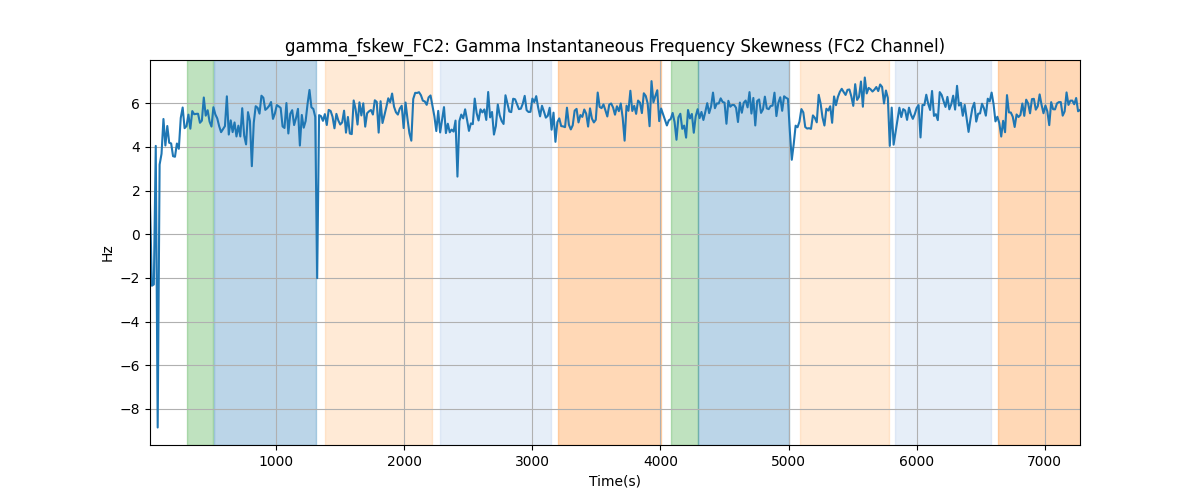 gamma_fskew_FC2: Gamma Instantaneous Frequency Skewness (FC2 Channel)
Hz
6
4
2
0
−2
−4
−6
−8
1000 2000 3000 4000 5000 6000 7000
Time(s)